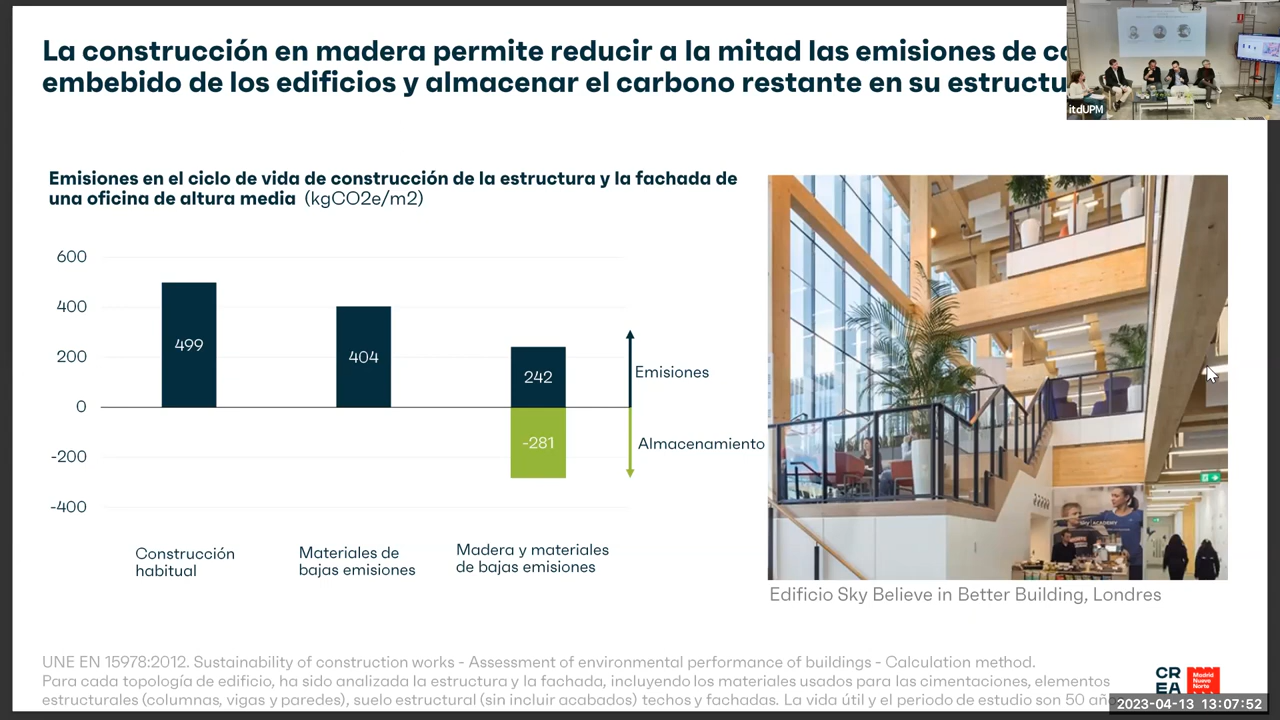 La construcción en madera permite reducir a la mitad las emisiones de
embebido de los edificios y almacenar el carbono restante en su
itdUPM
Emisiones en el ciclo de vida de construcción de la estructura y la fachada de
una oficina de altura media (kgCO2e/m2)
600
400
200
0
-200
-400
499
404
242
-281
Emisiones
Almacenamiento
Construcción
habitual
Materiales de
bajas emisiones
Madera y materiales
de bajas emisiones
sky ACADEMY
Edificio Sky Believe in Better Building, Londres
UNE EN 15978:2012. Sustainability of construction works - Assessment of environmental performance of buildings - Calculation method.
Para cada topología de edificio, ha sido analizada la estructura y la fachada, incluyendo los materiales usados para las cimentaciones, elementos
estructurales (columnas, vigas y paredes), suelo estructural (sin incluir acabados) techos y fachadas. La vida útil y el periodo de estudio son 50
CR
EA
Madrid
Nuevo
Norte
2023-04-13 13:07:52